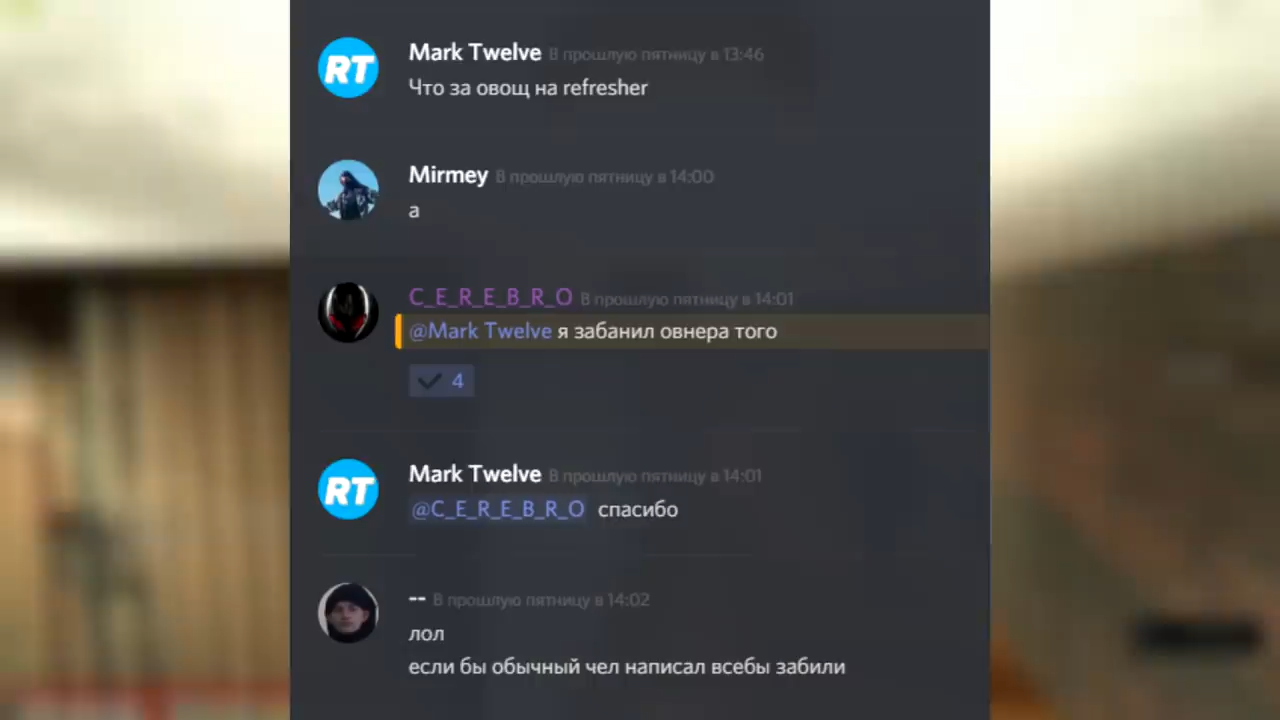 RT
Mark Twelve В прошлую пятницу в 13:46
Что за овощ на refresher
Mirmey В прошлую пятницу в 14:00
а
C_E_R_E_B_R_O В прошлую пятницу в 14:01
@Mark Twelve я забанил овнера того
4
RT
Mark Twelve В прошлую пятницу в 14:01
@C_E_R_E_B_R_O спасибо
-- В прошлую пятницу в 14:02
лол
если бы обычный чел написал всебы забили